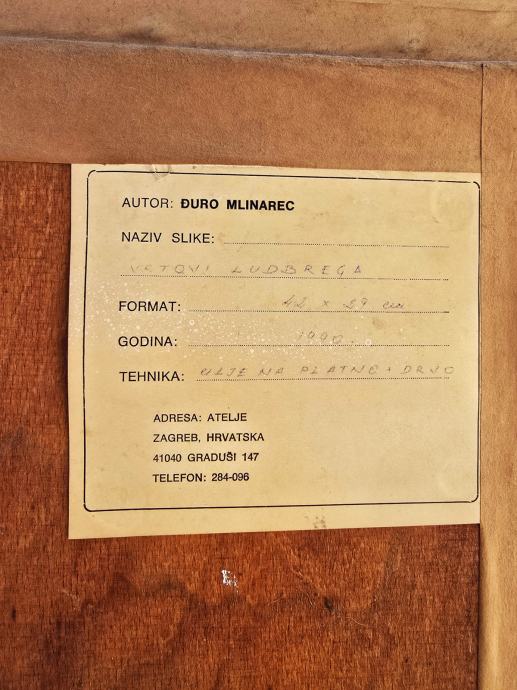 AUTOR: ĐURO MLINAREC
NAZIV SLIKE:
VRTOVI LUDBREGA
FORMAT: 42 x 29 cm
GODINA: 1990.
TEHNIKA: ULJE NA PLATNE + DRVO
ADRESA: ATELJE
ZAGREB, HRVATSKA
41040 GRADUŠI 147
TELEFON: 284-096